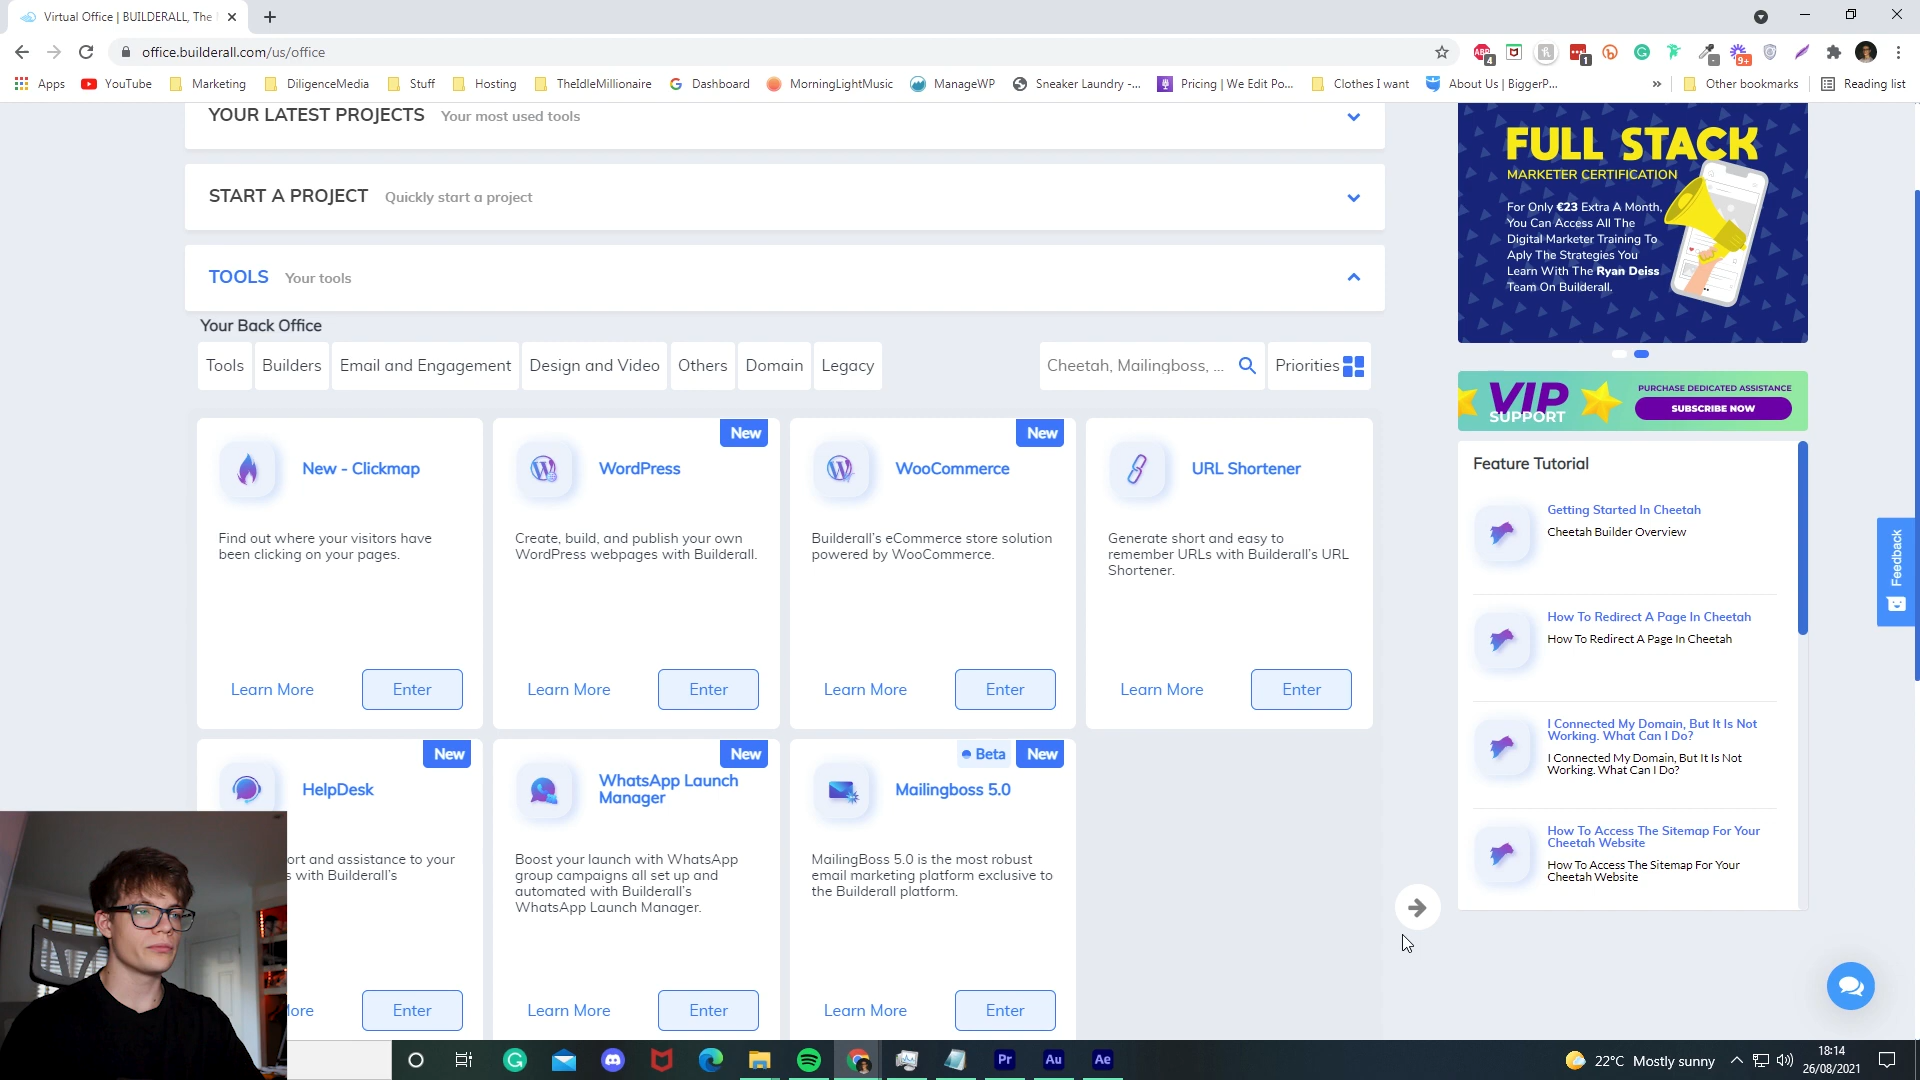 Virtual Office | BUILDERALL, The
office.builderall.com/us/office
4
1
9+
Apps
YouTube
Marketing
DiligenceMedia
Stuff
Hosting
TheIdleMillionaire
Dashboard
MorningLightMusic
ManageWP
Sneaker Laundry -...
Pricing | We Edit Po...
Clothes I want
About Us | BiggerP...
Other bookmarks
Reading list
YOUR LATEST PROJECTS Your most used tools
START A PROJECT Quickly start a project
TOOLS Your tools
Your Back Office
Tools
Builders
Email and Engagement
Design and Video
Others
Domain
Legacy
Cheetah, Mailingboss, ...
Priorities
New - Clickmap
Find out where your visitors have
been clicking on your pages.
Learn More
Enter
New
WordPress
Create, build, and publish your own
WordPress webpages with Builderall.
Learn More
Enter
New
WooCommerce
Builderall's eCommerce store solution
powered by WooCommerce.
Learn More
Enter
URL Shortener
Generate short and easy to
remember URLs with Builderall's URL
Shortener.
Learn More
Enter
New
HelpDesk
ort and assistance to your
s with Builderall's
lore
Enter
New
WhatsApp Launch
Manager
Boost your launch with WhatsApp
group campaigns all set up and
automated with Builderall's
WhatsApp Launch Manager.
Learn More
Enter
Beta
New
Mailingboss 5.0
MailingBoss 5.0 is the most robust
email marketing platform exclusive to
the Builderall platform.
Learn More
Enter
FULL STACK
MARKETER CERTIFICATION
For Only €23 Extra A Month,
You Can Access All The
Digital Marketer Training To
Aply The Strategies You
Learn With The Ryan Deiss
Team On Builderall.
VIP
SUPPORT
PURCHASE DEDICATED ASSISTANCE
SUBSCRIBE NOW
Feature Tutorial
Getting Started In Cheetah
Cheetah Builder Overview
How To Redirect A Page In Cheetah
How To Redirect A Page In Cheetah
I Connected My Domain, But It Is Not
Working. What Can I Do?
I Connected My Domain, But It Is Not
Working. What Can I Do?
How To Access The Sitemap For Your
Cheetah Website
How To Access The Sitemap For Your
Cheetah Website
Feedback
Pr
Au
Ae
22°C Mostly sunny
18:14
26/08/2021